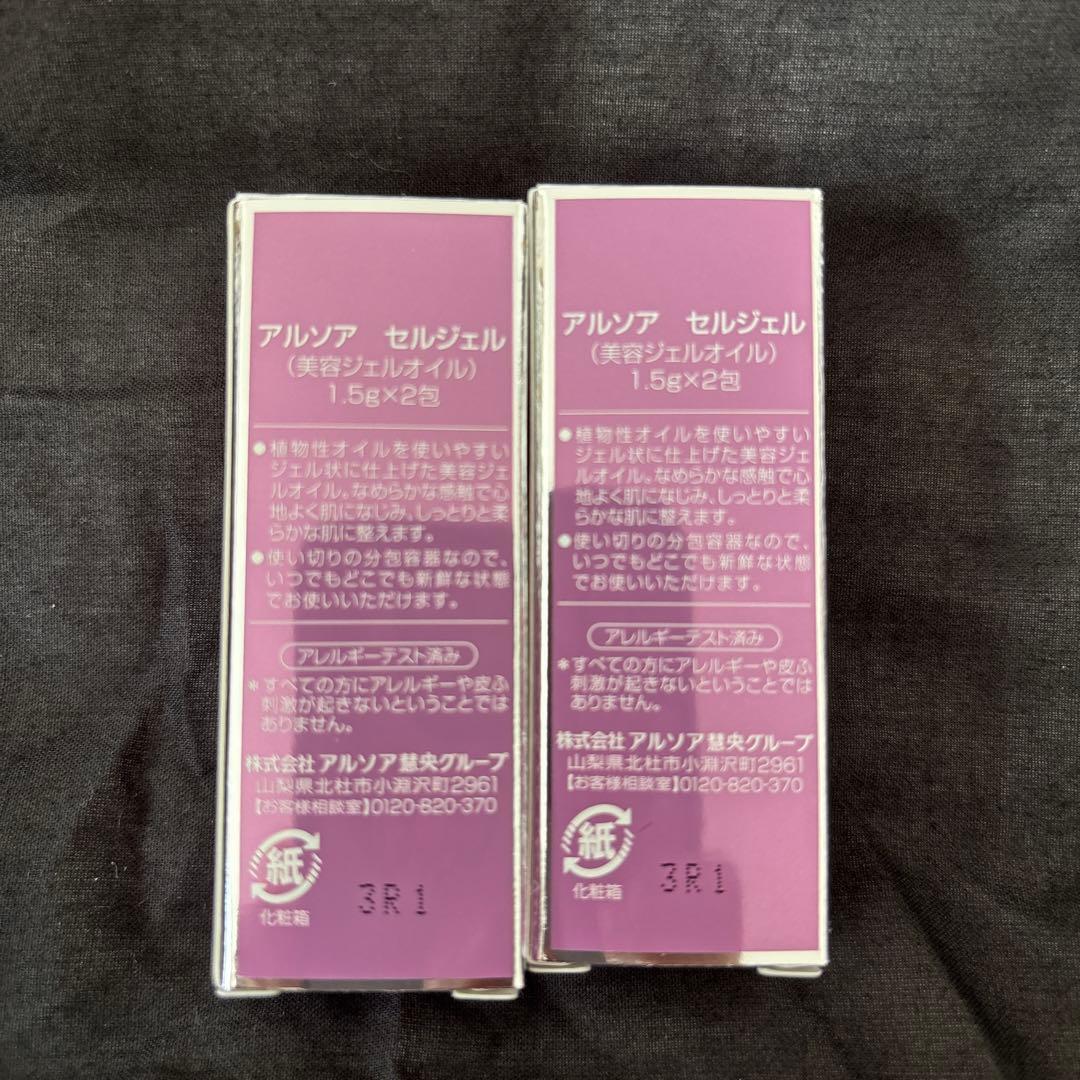 アルソア　セルジェル
（美容ジェルオイル）
1.5g×2包
●植物性オイルを使いやすい
ジェル状に仕上げた美容ジェ
ルオイル。なめらかな感触で心
地よく肌になじみ、しっとりと柔
らかな肌に整えます。
●使い切りの分包容器なので、
いつでもどこでも新鮮な状態
でお使いいただけます。
アレルギーテスト済み
＊すべての方にアレルギーや皮ふ
刺激が起きないということでは
ありません。
株式会社 アルソア慧央グループ
山梨県北杜市小淵沢町2961
【お客様相談室】0120-820-370
紙
化粧箱
3R1
アルソア　セルジェル
（美容ジェルオイル）
1.5g×2包
●植物性オイルを使いやすい
ジェル状に仕上げた美容ジェ
ルオイル。なめらかな感触で心
地よく肌になじみ、しっとりと柔
らかな肌に整えます。
●使い切りの分包容器なので、
いつでもどこでも新鮮な状態
でお使いいただけます。
アレルギーテスト済み
＊すべての方にアレルギーや皮ふ
刺激が起きないということでは
ありません。
株式会社 アルソア慧央グループ
山梨県北杜市小淵沢町2961
【お客様相談室】0120-820-370
紙
化粧箱
3R1